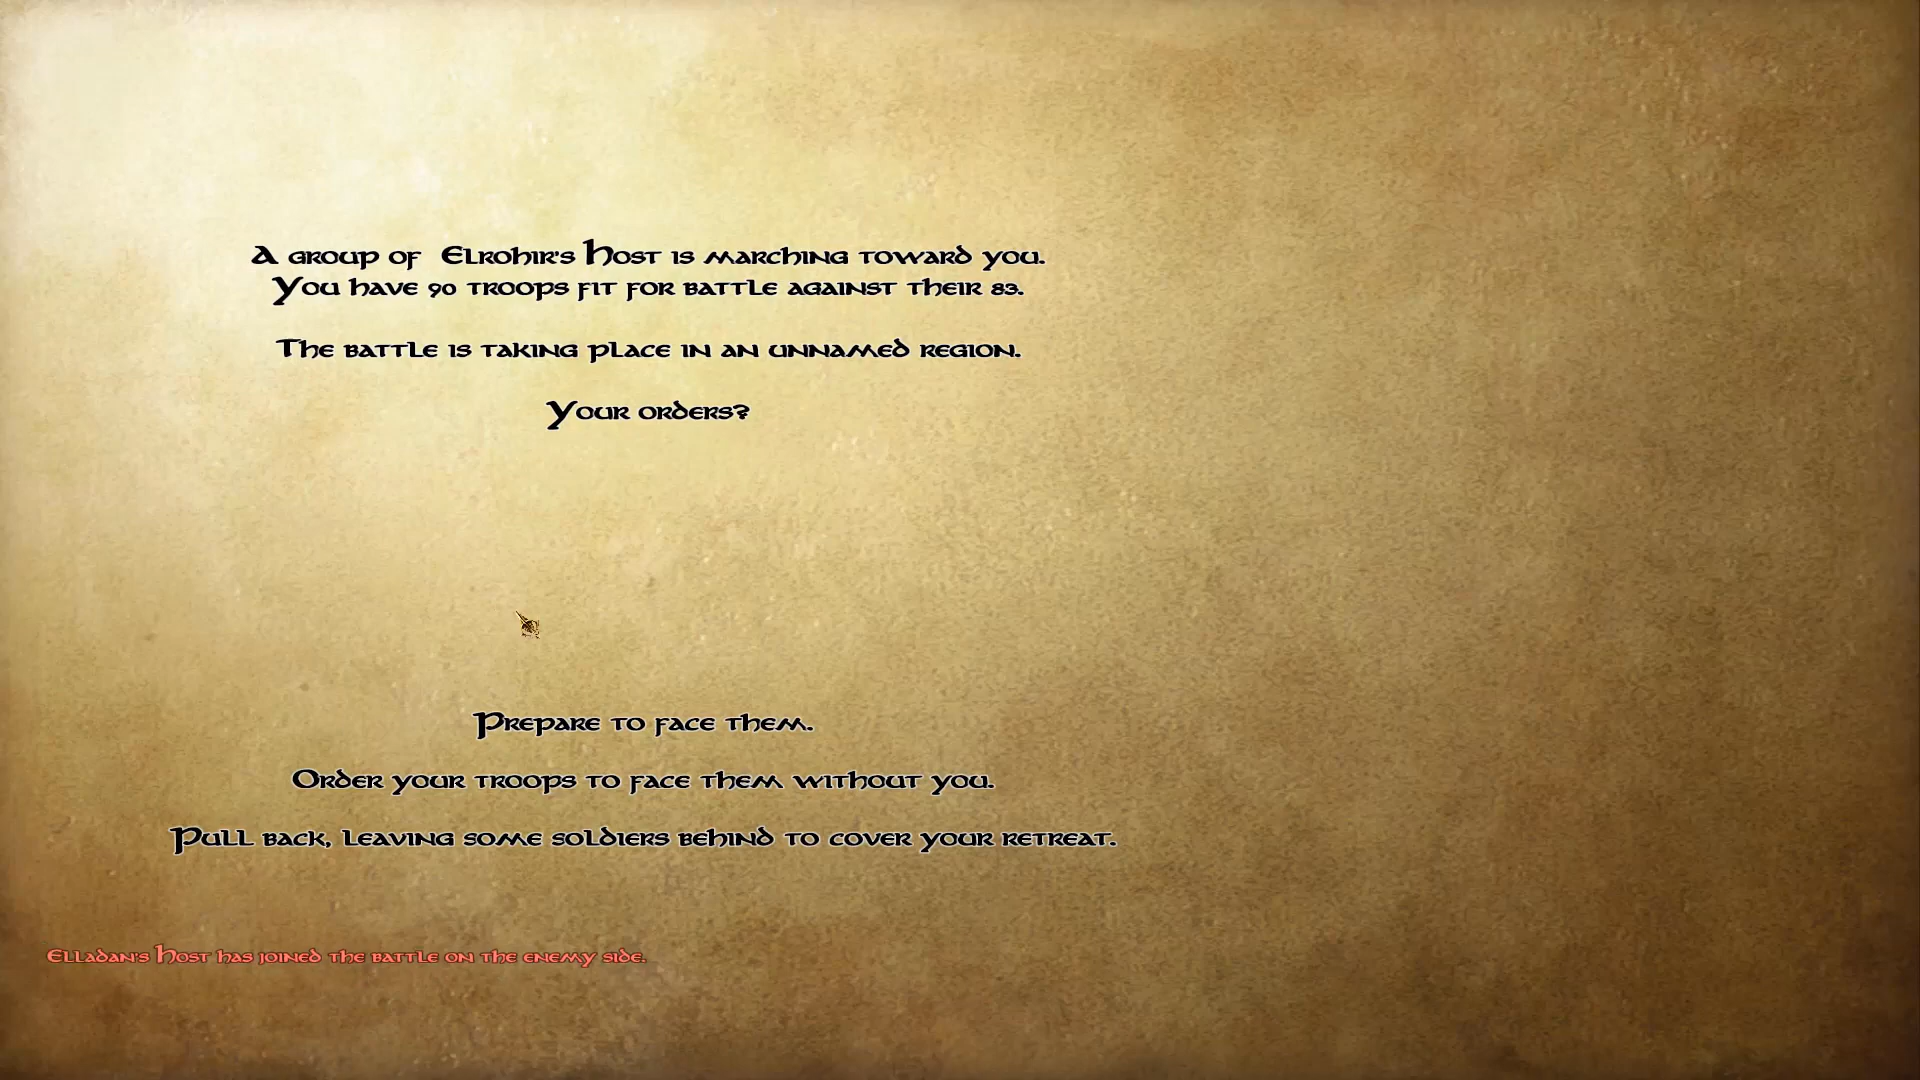 A group of Elrohir's Host is marching toward you.
You have 90 troops fit for battle against their 83.
The battle is taking place in an unnamed region.
Your orders?
Prepare to face them.
Order your troops to face them without you.
Pull back, leaving some soldiers behind to cover your retreat.
Elladan's Host has joined the battle on the enemy side.